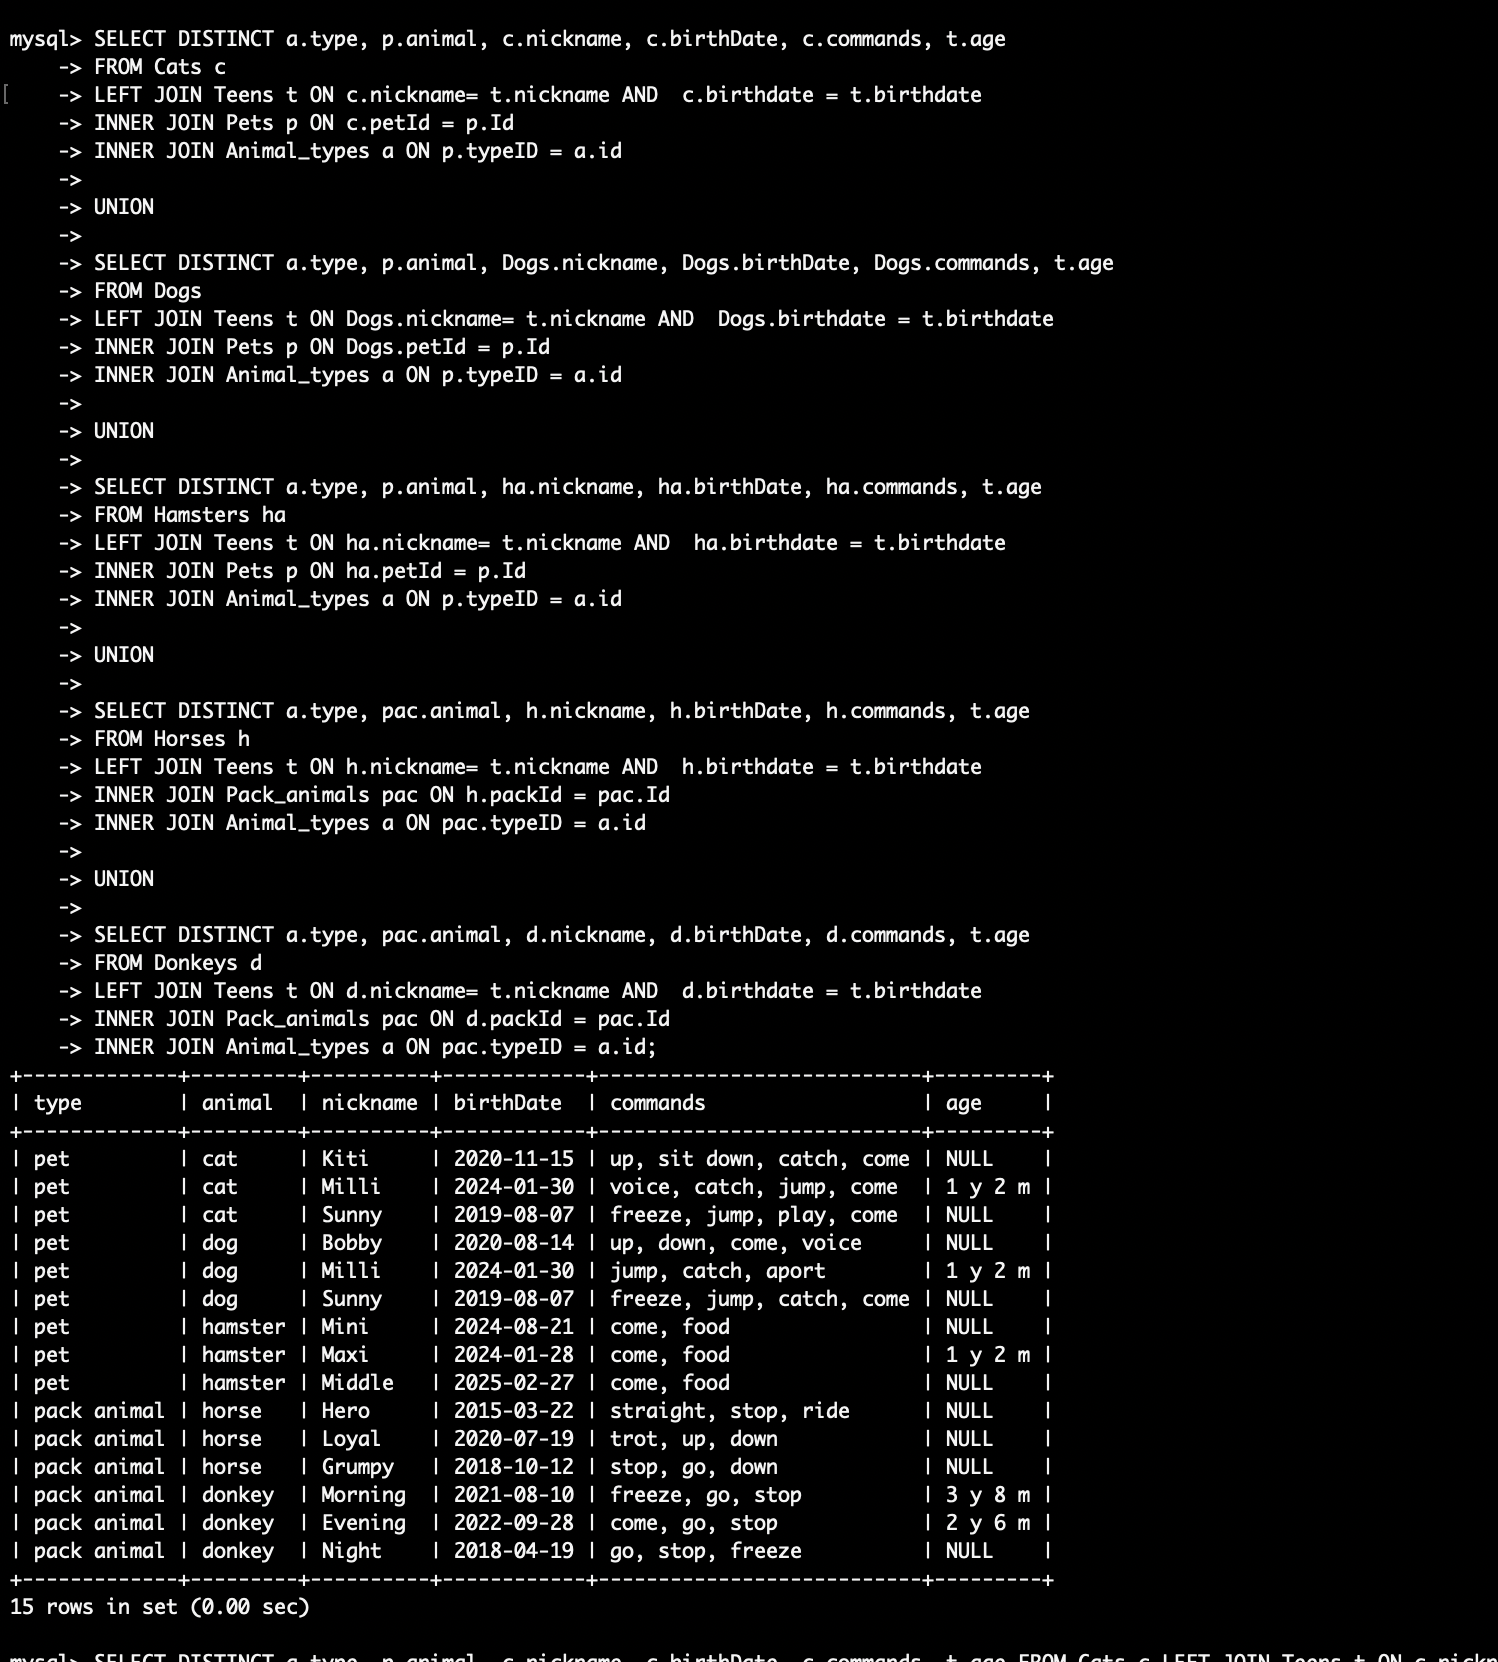 mysql> SELECT DISTINCT a.type, p.animal, c.nickname, c.birthDate, c.commands, t.age
    -> FROM Cats c
[    -> LEFT JOIN Teens t ON c.nickname= t.nickname AND  c.birthdate = t.birthdate
    -> INNER JOIN Pets p ON c.petId = p.Id
    -> INNER JOIN Animal_types a ON p.typeID = a.id
    ->
    -> UNION
    ->
    -> SELECT DISTINCT a.type, p.animal, Dogs.nickname, Dogs.birthDate, Dogs.commands, t.age
    -> FROM Dogs
    -> LEFT JOIN Teens t ON Dogs.nickname= t.nickname AND  Dogs.birthdate = t.birthdate
    -> INNER JOIN Pets p ON Dogs.petId = p.Id
    -> INNER JOIN Animal_types a ON p.typeID = a.id
    ->
    -> UNION
    ->
    -> SELECT DISTINCT a.type, p.animal, ha.nickname, ha.birthDate, ha.commands, t.age
    -> FROM Hamsters ha
    -> LEFT JOIN Teens t ON ha.nickname= t.nickname AND  ha.birthdate = t.birthdate
    -> INNER JOIN Pets p ON ha.petId = p.Id
    -> INNER JOIN Animal_types a ON p.typeID = a.id
    ->
    -> UNION
    ->
    -> SELECT DISTINCT a.type, pac.animal, h.nickname, h.birthDate, h.commands, t.age
    -> FROM Horses h
    -> LEFT JOIN Teens t ON h.nickname= t.nickname AND  h.birthdate = t.birthdate
    -> INNER JOIN Pack_animals pac ON h.packId = pac.Id
    -> INNER JOIN Animal_types a ON pac.typeID = a.id
    ->
    -> UNION
    ->
    -> SELECT DISTINCT a.type, pac.animal, d.nickname, d.birthDate, d.commands, t.age
    -> FROM Donkeys d
    -> LEFT JOIN Teens t ON d.nickname= t.nickname AND  d.birthdate = t.birthdate
    -> INNER JOIN Pack_animals pac ON d.packId = pac.Id
    -> INNER JOIN Animal_types a ON pac.typeID = a.id;
+-------------+---------+----------+------------+--------------------------+---------+
| type        | animal  | nickname | birthDate  | commands                 | age     |
+-------------+---------+----------+------------+--------------------------+---------+
| pet         | cat     | Kiti     | 2020-11-15 | up, sit down, catch, come | NULL    |
| pet         | cat     | Milli    | 2024-01-30 | voice, catch, jump, come  | 1 y 2 m |
| pet         | cat     | Sunny    | 2019-08-07 | freeze, jump, play, come  | NULL    |
| pet         | dog     | Bobby    | 2020-08-14 | up, down, come, voice     | NULL    |
| pet         | dog     | Milli    | 2024-01-30 | jump, catch, aport        | 1 y 2 m |
| pet         | dog     | Sunny    | 2019-08-07 | freeze, jump, catch, come | NULL    |
| pet         | hamster | Mini     | 2024-08-21 | come, food                | NULL    |
| pet         | hamster | Maxi     | 2024-01-28 | come, food                | 1 y 2 m |
| pet         | hamster | Middle   | 2025-02-27 | come, food                | NULL    |
| pack animal | horse   | Hero     | 2015-03-22 | straight, stop, ride      | NULL    |
| pack animal | horse   | Loyal    | 2020-07-19 | trot, up, down            | NULL    |
| pack animal | horse   | Grumpy   | 2018-10-12 | stop, go, down            | NULL    |
| pack animal | donkey  | Morning  | 2021-08-10 | freeze, go, stop          | 3 y 8 m |
| pack animal | donkey  | Evening  | 2022-09-28 | come, go, stop            | 2 y 6 m |
| pack animal | donkey  | Night    | 2018-04-19 | go, stop, freeze          | NULL    |
+-------------+---------+----------+------------+--------------------------+---------+
15 rows in set (0.00 sec)
mysql> SELECT DISTINCT a.type, p.animal, c.nickname, c.birthDate, c.commands, t.age FROM Cats c LEFT JOIN Teens t ON